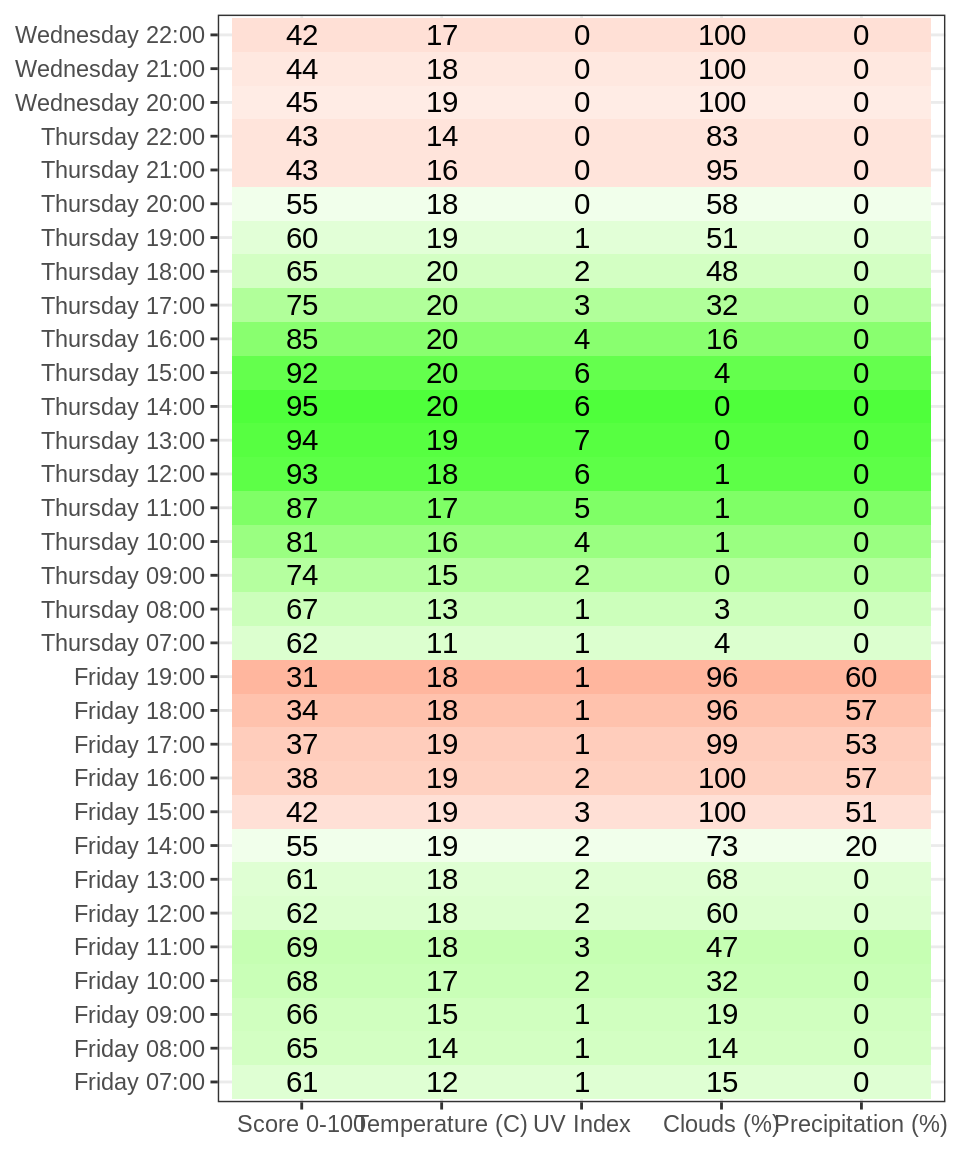 Wednesday 22:00 42 17 0 100 0
Wednesday 21:00 44 18 0 100 0
Wednesday 20:00 45 19 0 100 0
Thursday 22:00 43 14 0 83 0
Thursday 21:00 43 16 0 95 0
Thursday 20:00 55 18 0 58 0
Thursday 19:00 60 19 1 51 0
Thursday 18:00 65 20 2 48 0
Thursday 17:00 75 20 3 32 0
Thursday 16:00 85 20 4 16 0
Thursday 15:00 92 20 6 4 0
Thursday 14:00 95 20 6 0 0
Thursday 13:00 94 19 7 0 0
Thursday 12:00 93 18 6 1 0
Thursday 11:00 87 17 5 1 0
Thursday 10:00 81 16 4 1 0
Thursday 09:00 74 15 2 0 0
Thursday 08:00 67 13 1 3 0
Thursday 07:00 62 11 1 4 0
Friday 19:00 31 18 1 96 60
Friday 18:00 34 18 1 96 57
Friday 17:00 37 19 1 99 53
Friday 16:00 38 19 2 100 57
Friday 15:00 42 19 3 100 51
Friday 14:00 55 19 2 73 20
Friday 13:00 61 18 2 68 0
Friday 12:00 62 18 2 60 0
Friday 11:00 69 18 3 47 0
Friday 10:00 68 17 2 32 0
Friday 09:00 66 15 1 19 0
Friday 08:00 65 14 1 14 0
Friday 07:00 61 12 1 15 0
Score 0-100 Temperature (C) UV Index Clouds (%) Precipitation (%)